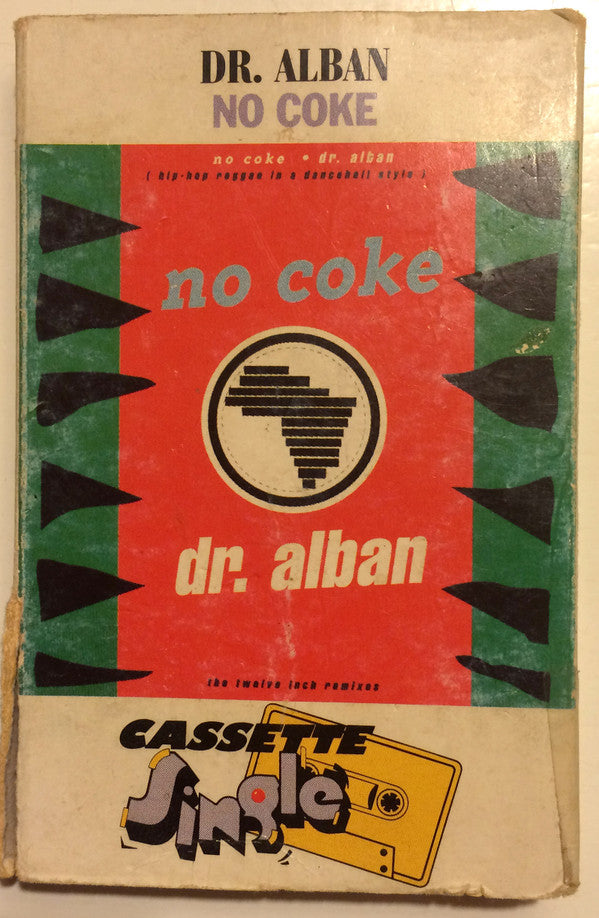 DR. ALBAN
NO COKE
no coke • dr. alban
( hip-hop reggae in a dancehall style )
no coke
dr. alban
the twelve inch remixes
CASSETTE
Single